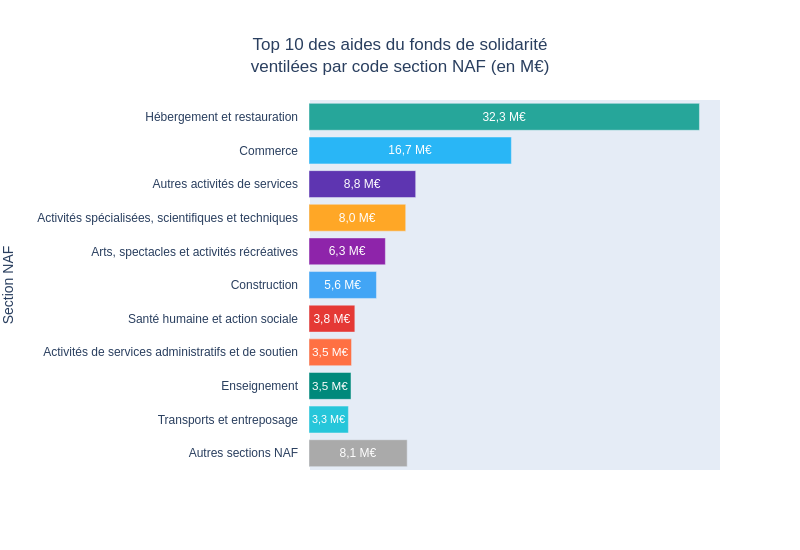 Top 10 des aides du fonds de solidarité
ventilées par code section NAF (en M€)
Section NAF
Hébergement et restauration 32,3 M€
Commerce 16,7 M€
Autres activités de services 8,8 M€
Activités spécialisées, scientifiques et techniques 8,0 M€
Arts, spectacles et activités récréatives 6,3 M€
Construction 5,6 M€
Santé humaine et action sociale 3,8 M€
Activités de services administratifs et de soutien 3,5 M€
Enseignement 3,5 M€
Transports et entreposage 3,3 M€
Autres sections NAF 8,1 M€